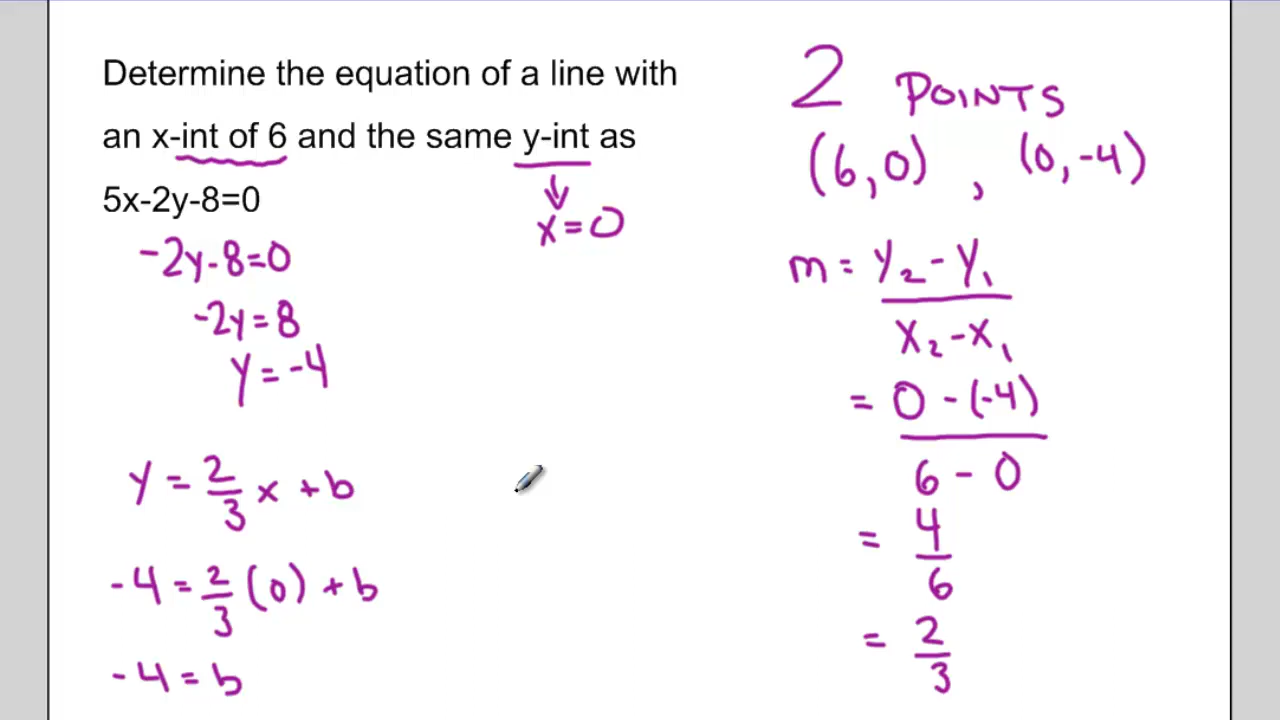 Determine the equation of a line with
an x-int of 6 and the same y-int as
5x-2y-8=0
x=0
-2y-8=0
-2y=8
y=-4
y = 2/3 x + b
-4 = 2/3 (0) + b
-4 = b
2 POINTS
(6,0) , (0,-4)
m = y₂ - y₁
x₂ - x₁
= 0 - (-4)
6 - 0
= 4
6
= 2
3